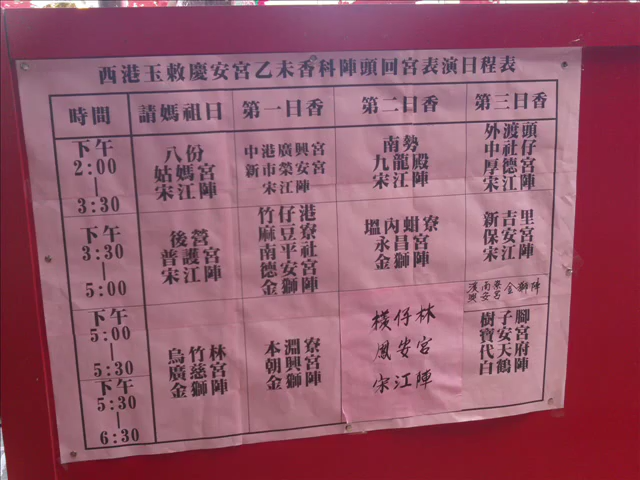 西港玉敕慶安宮乙未香科陣頭回宮表演日程表
時間 請媽祖日 第一日香 第二日香 第三日香
下午
2:00
|
3:30
八份
姑媽宮
宋江陣
中港廣興宮
新市榮安宮
宋江陣
南勢
九龍殿
宋江陣
外渡頭
中社仔
厚德宮
宋江陣
下午
3:30
|
5:00
後營
普護宮
宋江陣
竹仔港
麻豆寮
南平社
德安宮
金獅陣
塭內蚶寮
永昌宮
金獅陣
新吉里
保安宮
宋江陣
下午
5:00
|
5:30
下午
5:30
|
6:30
烏竹林
廣慈宮
金獅陣
本淵寮
朝興宮
金獅陣
檨仔林
鳳安宮
宋江陣
金獅陣
樹子腳
寶安宮
代天府
白鶴陣